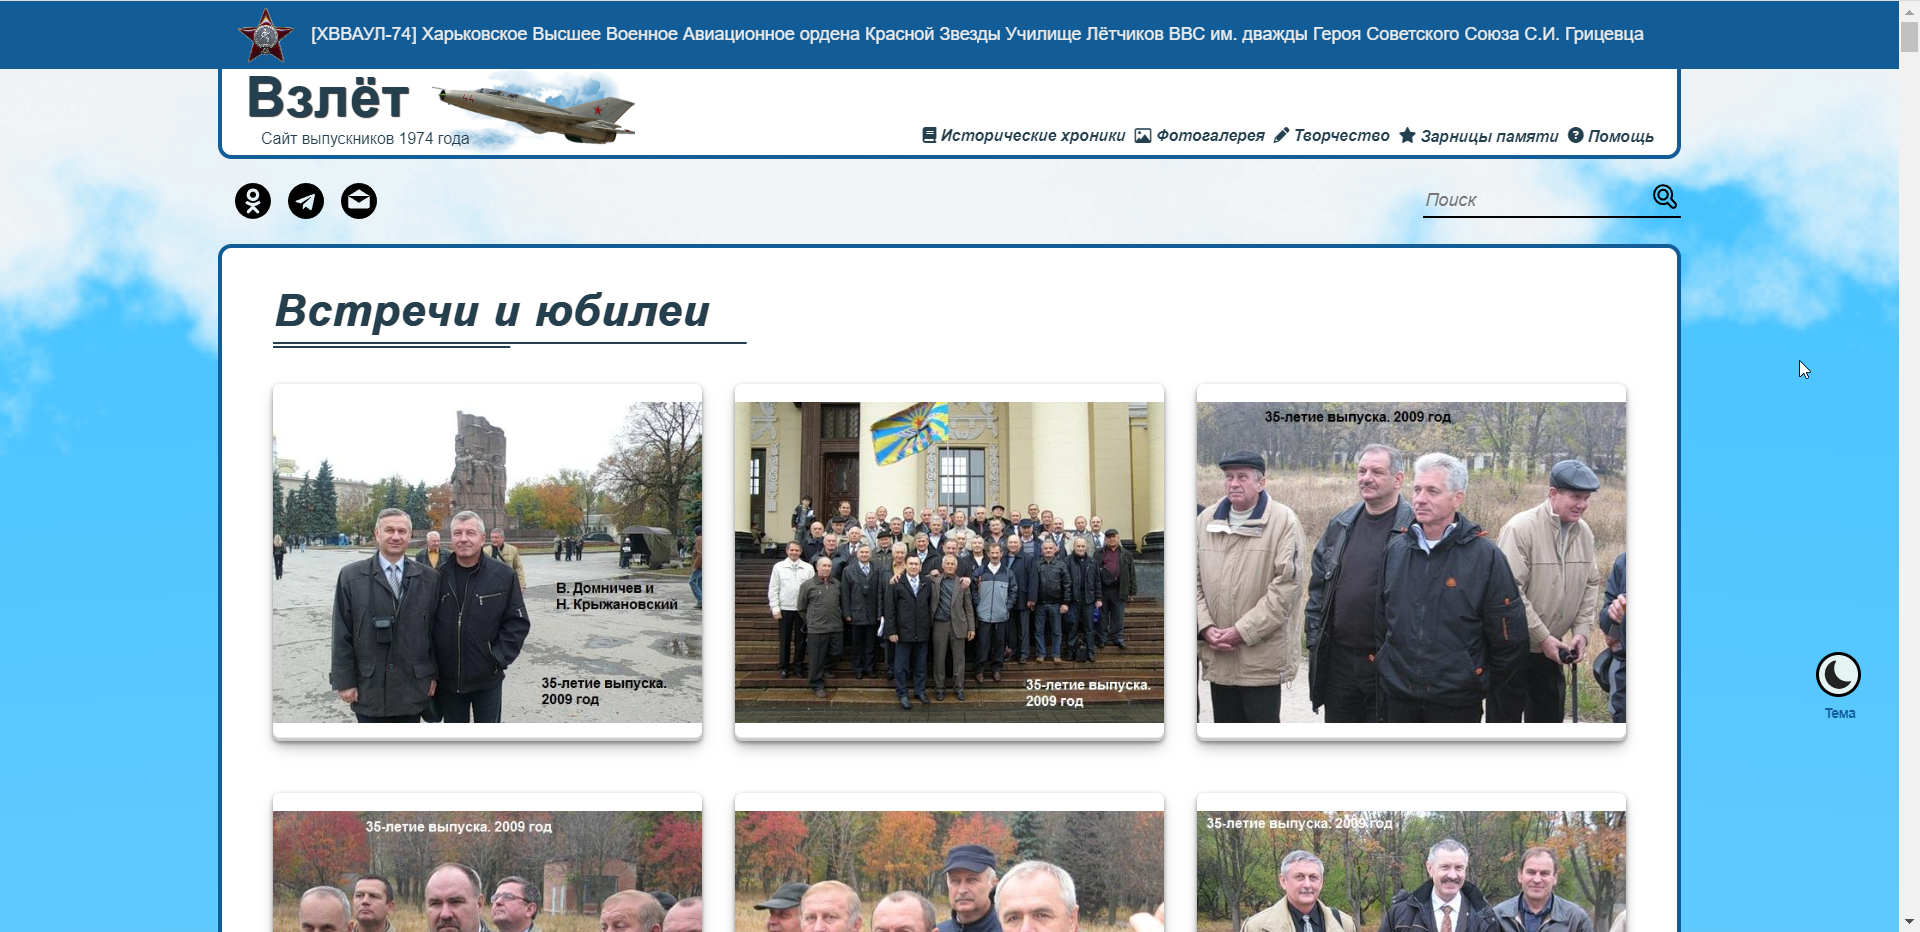 [ХВВАУЛ-74] Харьковское Высшее Военное Авиационное ордена Красной Звезды Училище Лётчиков ВВС им. дважды Героя Советского Союза С.И. Грицевца
Взлёт
44
Сайт выпускников 1974 года
Исторические хроники Фотогалерея Творчество Зарницы памяти Помощь
Поиск
Встречи и юбилеи
В. Домничев и
Н. Крыжановский
35-летие выпуска.
2009 год
35-летие выпуска.
2009 год
35-летие выпуска. 2009 год
Тема
35-летие выпуска. 2009 год
35-летие выпуска. 2009 год